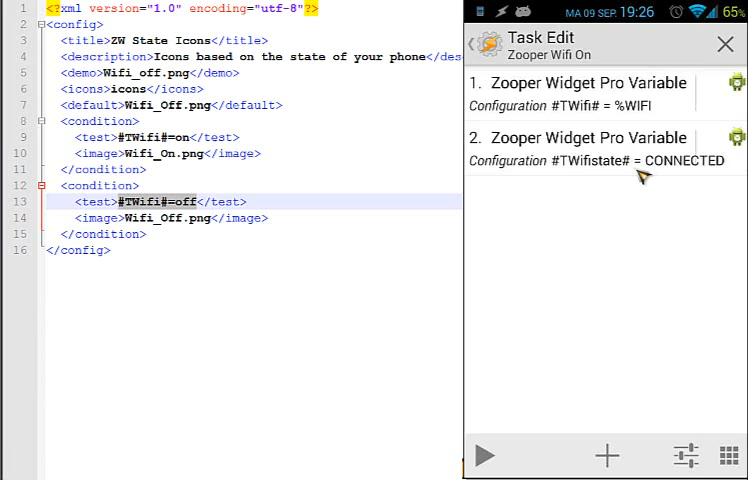 1 <?xml version="1.0" encoding="utf-8"?>
2 <config>
3 <title>ZW State Icons</title>
4 <description>Icons based on the state of your phone</des
5 <demo>Wifi_off.png</demo>
6 <icons>icons</icons>
7 <default>Wifi_Off.png</default>
8 <condition>
9 <test>#TWifi#=on</test>
10 <image>Wifi_On.png</image>
11 </condition>
12 <condition>
13 <test>#TWifi#=off</test>
14 <image>Wifi_Off.png</image>
15 </condition>
16 </config>
MA 09 SEP. 19:26 65%
Task Edit
Zooper Wifi On
1. Zooper Widget Pro Variable
Configuration #TWifi# = %WIFI
2. Zooper Widget Pro Variable
Configuration #TWifistate# = CONNECTED